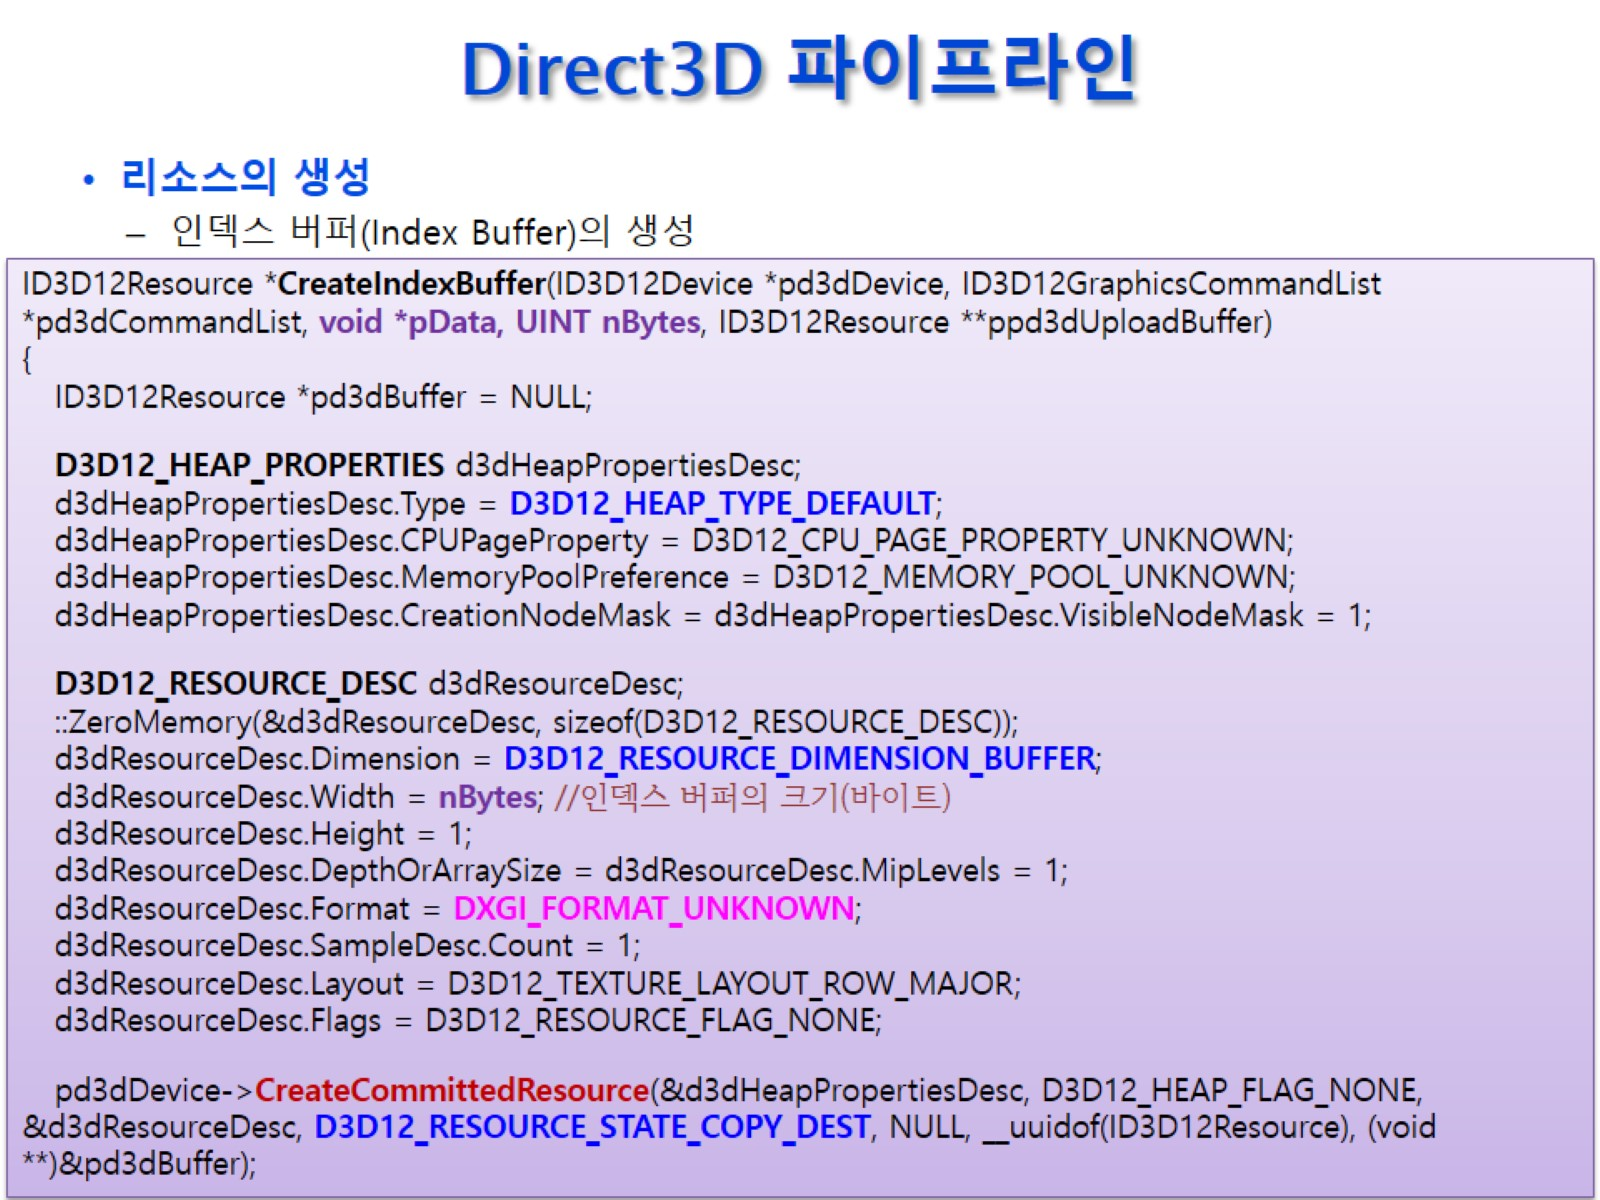 Direct3D 파이프라인
• 리소스의 생성
– 인덱스 버퍼(Index Buffer)의 생성
ID3D12Resource *CreateIndexBuffer(ID3D12Device *pd3dDevice, ID3D12GraphicsCommandList
*pd3dCommandList, void *pData, UINT nBytes, ID3D12Resource **ppd3dUploadBuffer)
{
ID3D12Resource *pd3dBuffer = NULL;
D3D12_HEAP_PROPERTIES d3dHeapPropertiesDesc;
d3dHeapPropertiesDesc.Type = D3D12_HEAP_TYPE_DEFAULT;
d3dHeapPropertiesDesc.CPUPageProperty = D3D12_CPU_PAGE_PROPERTY_UNKNOWN;
d3dHeapPropertiesDesc.MemoryPoolPreference = D3D12_MEMORY_POOL_UNKNOWN;
d3dHeapPropertiesDesc.CreationNodeMask = d3dHeapPropertiesDesc.VisibleNodeMask = 1;
D3D12_RESOURCE_DESC d3dResourceDesc;
::ZeroMemory(&d3dResourceDesc, sizeof(D3D12_RESOURCE_DESC));
d3dResourceDesc.Dimension = D3D12_RESOURCE_DIMENSION_BUFFER;
d3dResourceDesc.Width = nBytes; //인덱스 버퍼의 크기(바이트)
d3dResourceDesc.Height = 1;
d3dResourceDesc.DepthOrArraySize = d3dResourceDesc.MipLevels = 1;
d3dResourceDesc.Format = DXGI_FORMAT_UNKNOWN;
d3dResourceDesc.SampleDesc.Count = 1;
d3dResourceDesc.Layout = D3D12_TEXTURE_LAYOUT_ROW_MAJOR;
d3dResourceDesc.Flags = D3D12_RESOURCE_FLAG_NONE;
pd3dDevice->CreateCommittedResource(&d3dHeapPropertiesDesc, D3D12_HEAP_FLAG_NONE,
&d3dResourceDesc, D3D12_RESOURCE_STATE_COPY_DEST, NULL, __uuidof(ID3D12Resource), (void
**)&pd3dBuffer);